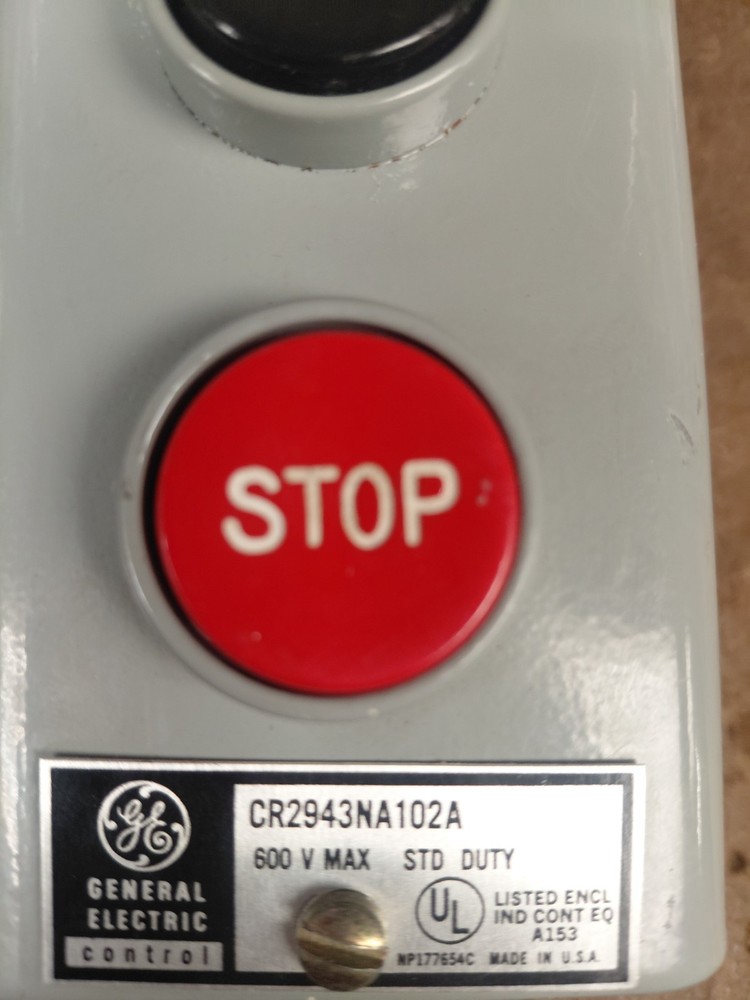 STOP
GE
GENERAL
ELECTRIC
control
CR2943NA102A
600 V MAX STD DUTY
UL
LISTED ENCL
IND CONT EQ
A153
NP177654C MADE IN U.S.A.